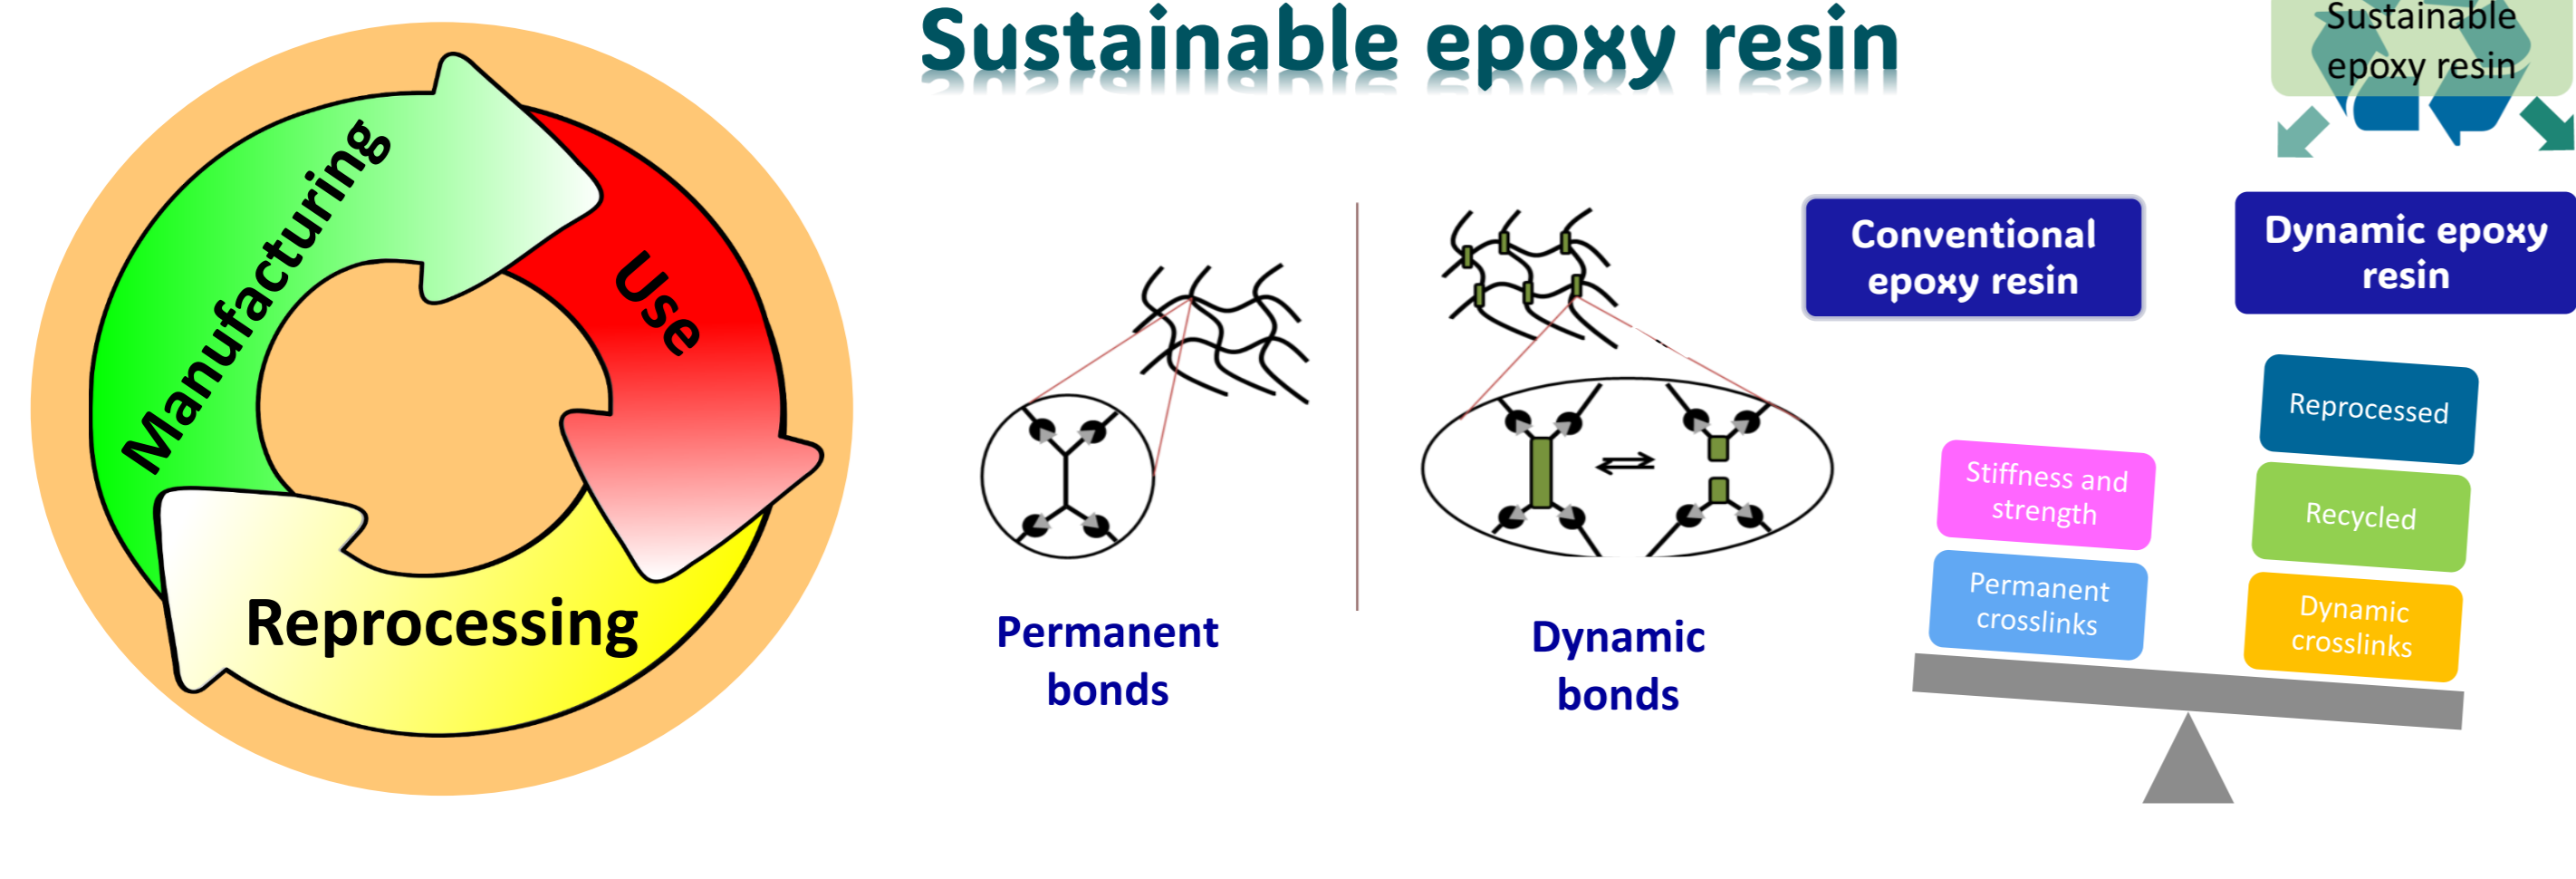 Sustainable epoxy resin
Sustainable
epoxy resin
Manufacturing
Use
Reprocessing
Permanent
bonds
Dynamic
bonds
Conventional
epoxy resin
Dynamic epoxy
resin
Stiffness and
strength
Permanent
crosslinks
Reprocessed
Recycled
Dynamic
crosslinks